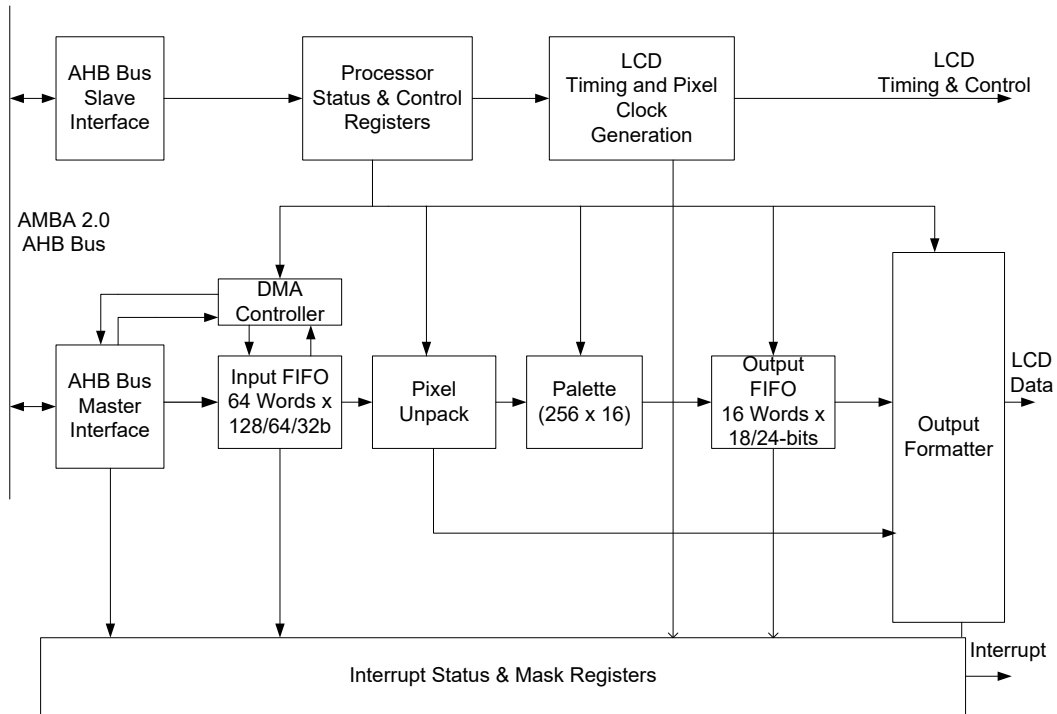 AHB Bus
Slave
Interface
Processor
Status & Control
Registers
LCD
Timing and Pixel
Clock
Generation
LCD
Timing & Control
AMBA 2.0
AHB Bus
DMA
Controller
AHB Bus
Master
Interface
Input FIFO
64 Words x
128/64/32b
Pixel
Unpack
Palette
(256 x 16)
Output
FIFO
16 Words x
18/24-bits
Output
Formatter
LCD
Data
Interrupt Status & Mask Registers
Interrupt